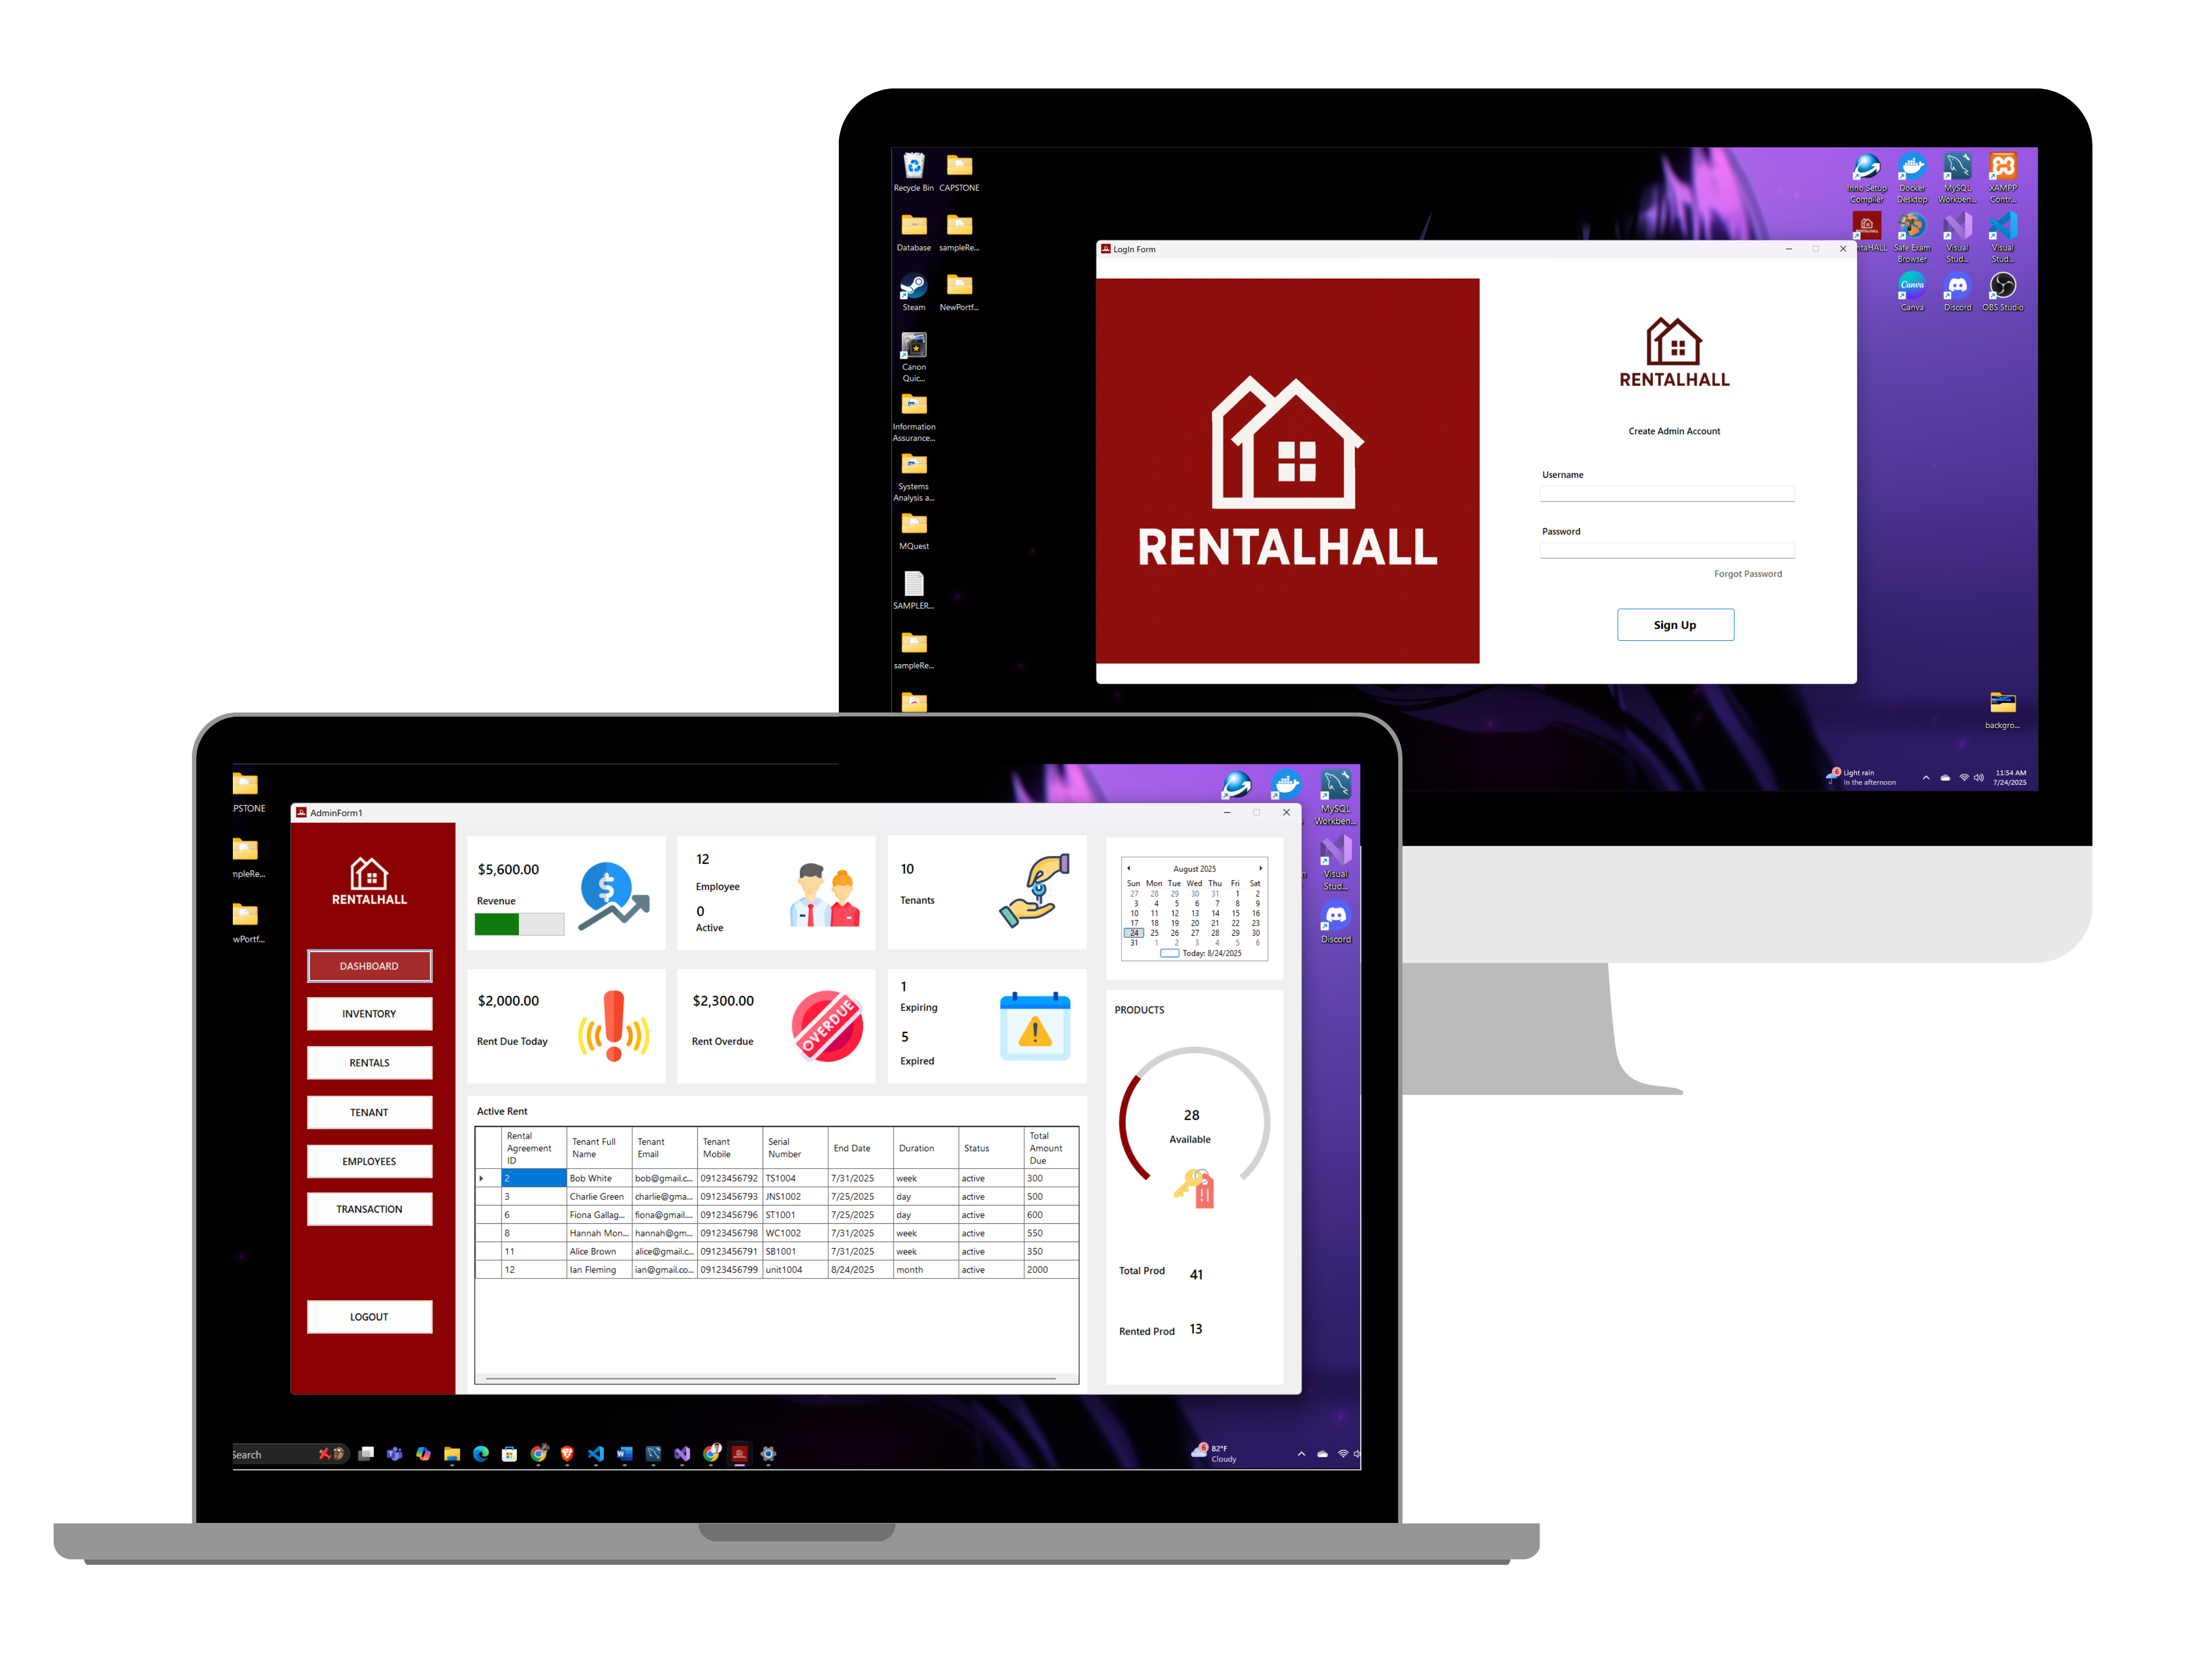 Recycle Bin
CAPSTONE
Database
sampleRe...
Steam
NewPortf...
Canon
Quic...
Information
Assurance...
Systems
Analysis a...
MQuest
SAMPLER...
sampleRe...
Inno Setup
Compiler
Docker
Desktop
MySQL
Workben...
XAMPP
Contr...
ntaHALL
Safe Exam
Browser
Visual
Stud...
Visual
Stud...
Canva
Canva
Discord
OBS Studio
LogIn Form
RENTALHALL
RENTALHALL
Create Admin Account
Username
Password
Forgot Password
Sign Up
backgro...
6
Light rain
In the afternoon
11:54 AM
7/24/2025
PSTONE
mpleRe...
wPortf...
MySQL
Workben...
Visual
Stud...
Discord
AdminForm1
RENTALHALL
DASHBOARD
INVENTORY
RENTALS
TENANT
EMPLOYEES
TRANSACTION
LOGOUT
$5,600.00
Revenue
$
12
Employee
0
Active
10
Tenants
$2,000.00
Rent Due Today
$2,300.00
Rent Overdue
OVERDUE
1
Expiring
5
Expired
August 2025
Sun Mon Tue Wed Thu Fri Sat
27 28 29 30 31 1 2
3 4 5 6 7 8 9
10 11 12 13 14 15 16
17 18 19 20 21 22 23
24 25 26 27 28 29 30
31 1 2 3 4 5 6
Today: 8/24/2025
PRODUCTS
28
Available
Total Prod 41
Rented Prod 13
Active Rent
Rental Agreement ID Tenant Full Name Tenant Email Tenant Mobile Serial Number End Date Duration Status Total Amount Due
2 Bob White bob@gmail.c... 09123456792 TS1004 7/31/2025 week active 300
3 Charlie Green charlie@gma... 09123456793 JNS1002 7/25/2025 day active 500
6 Fiona Gallag... fiona@gmail.... 09123456796 ST1001 7/25/2025 day active 600
8 Hannah Mon... hannah@gm... 09123456798 WC1002 7/31/2025 week active 550
11 Alice Brown alice@gmail.c... 09123456791 SB1001 7/31/2025 week active 350
12 Ian Fleming ian@gmail.co... 09123456799 unit1004 8/24/2025 month active 2000
Search
6
82°F
Cloudy